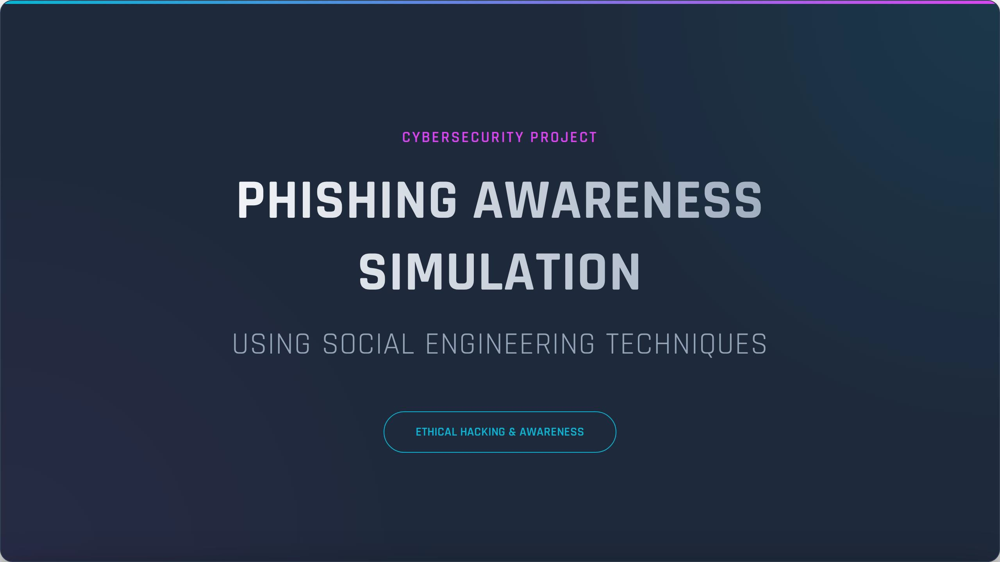 CYBERSECURITY PROJECT
PHISHING AWARENESS
SIMULATION
USING SOCIAL ENGINEERING TECHNIQUES
ETHICAL HACKING & AWARENESS